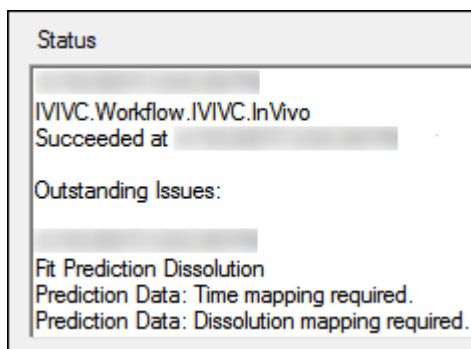 Status
IVIVC.Workflow.IVIVC.InVivo
Succeeded at
Outstanding Issues:
Fit Prediction Dissolution
Prediction Data: Time mapping required.
Prediction Data: Dissolution mapping required.